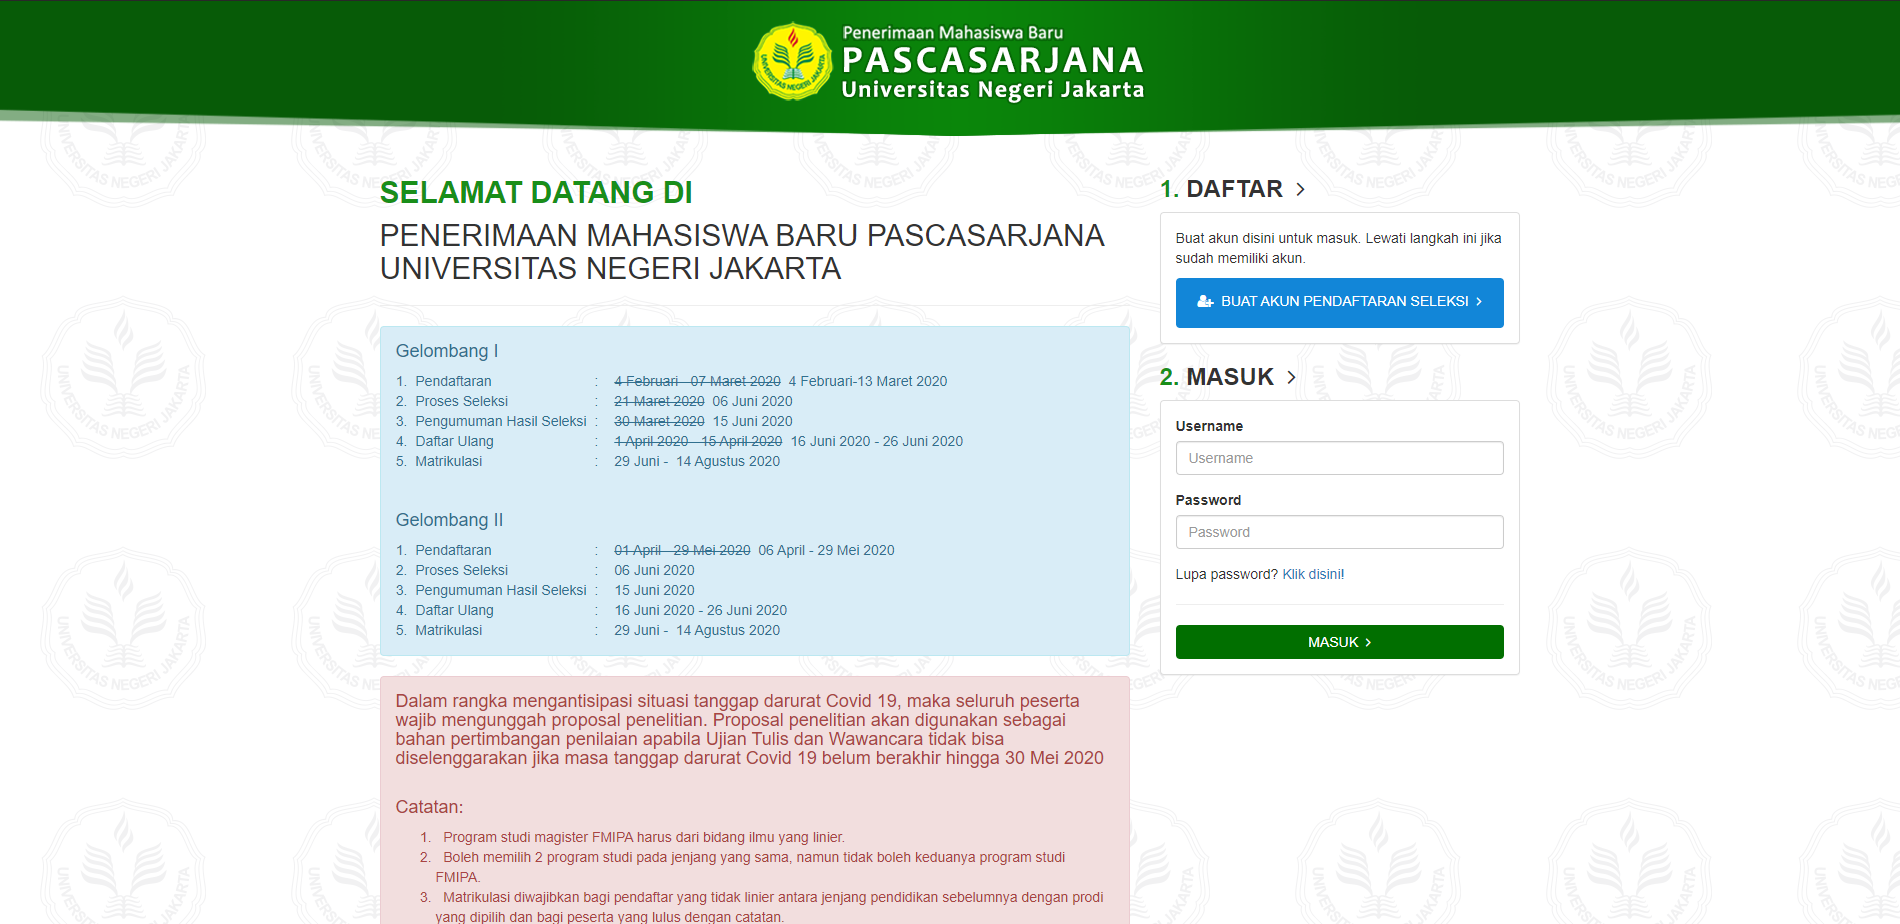 Penerimaan Mahasiswa Baru
PASCASARJANA
Universitas Negeri Jakarta
SELAMAT DATANG DI
PENERIMAAN MAHASISWA BARU PASCASARJANA
UNIVERSITAS NEGERI JAKARTA
Gelombang I
1. Pendaftaran : 4 Februari - 07 Maret 2020 4 Februari-13 Maret 2020
2. Proses Seleksi : 21 Maret 2020 06 Juni 2020
3. Pengumuman Hasil Seleksi : 30 Maret 2020 15 Juni 2020
4. Daftar Ulang : 1 April 2020 - 15 April 2020 16 Juni 2020 - 26 Juni 2020
5. Matrikulasi : 29 Juni - 14 Agustus 2020
Gelombang II
1. Pendaftaran : 01 April - 29 Mei 2020 06 April - 29 Mei 2020
2. Proses Seleksi : 06 Juni 2020
3. Pengumuman Hasil Seleksi : 15 Juni 2020
4. Daftar Ulang : 16 Juni 2020 - 26 Juni 2020
5. Matrikulasi : 29 Juni - 14 Agustus 2020
Dalam rangka mengantisipasi situasi tanggap darurat Covid 19, maka seluruh peserta
wajib mengunggah proposal penelitian. Proposal penelitian akan digunakan sebagai
bahan pertimbangan penilaian apabila Ujian Tulis dan Wawancara tidak bisa
diselenggarakan jika masa tanggap darurat Covid 19 belum berakhir hingga 30 Mei 2020
Catatan:
1. Program studi magister FMIPA harus dari bidang ilmu yang linier.
2. Boleh memilih 2 program studi pada jenjang yang sama, namun tidak boleh keduanya program studi
FMIPA.
3. Matrikulasi diwajibkan bagi pendaftar yang tidak linier antara jenjang pendidikan sebelumnya dengan prodi
yang dipilih dan bagi peserta yang lulus dengan catatan.
1. DAFTAR >
Buat akun disini untuk masuk. Lewati langkah ini jika
sudah memiliki akun.
BUAT AKUN PENDAFTARAN SELEKSI >
2. MASUK >
Username
Username
Password
Password
Lupa password? Klik disini!
MASUK >
UNIVERSITAS NEGERI JAKARTA